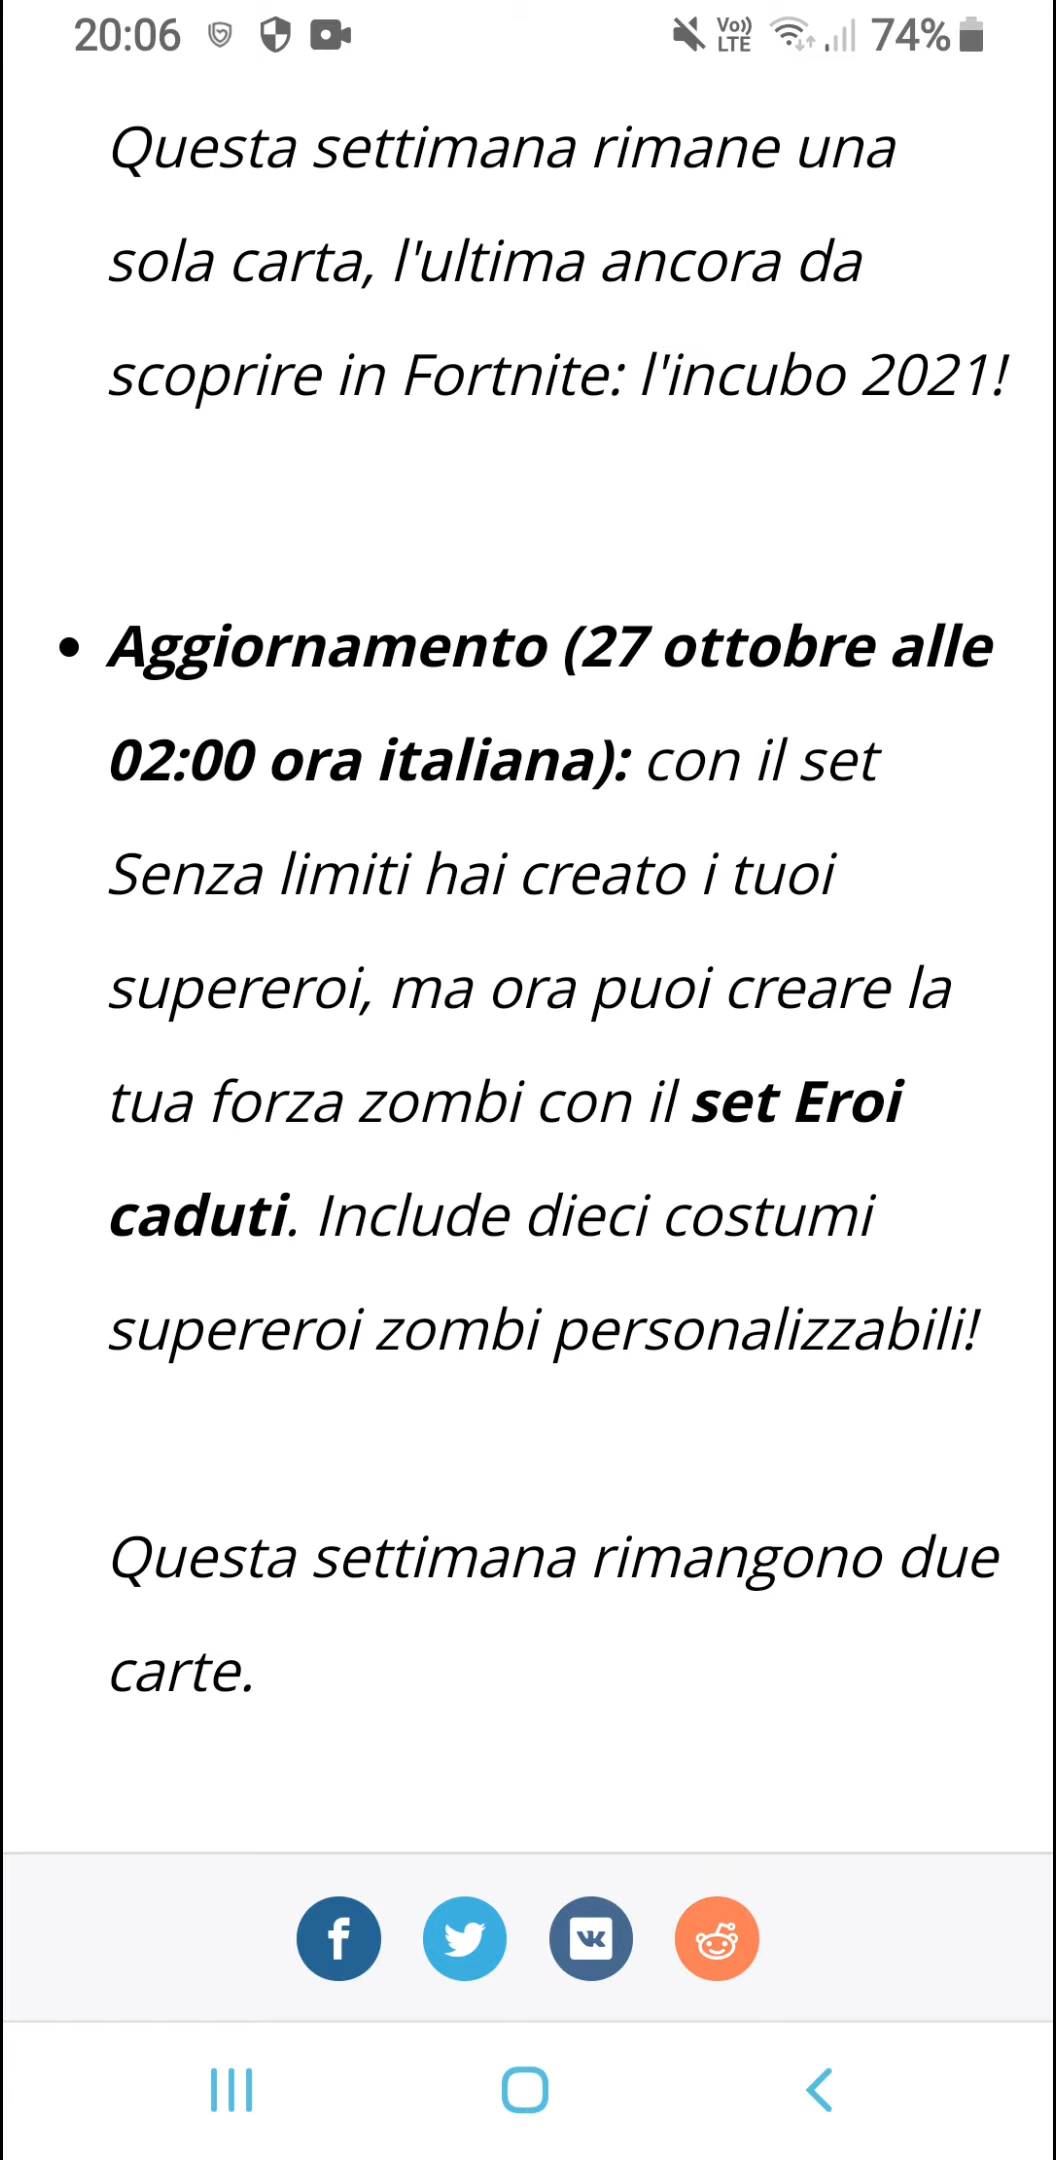 20:06 Vo)) LTE 74%
Questa settimana rimane una
sola carta, l'ultima ancora da
scoprire in Fortnite: l'incubo 2021!
• Aggiornamento (27 ottobre alle
02:00 ora italiana): con il set
Senza limiti hai creato i tuoi
supereroi, ma ora puoi creare la
tua forza zombi con il set Eroi
caduti. Include dieci costumi
supereroi zombi personalizzabili!
Questa settimana rimangono due
carte.